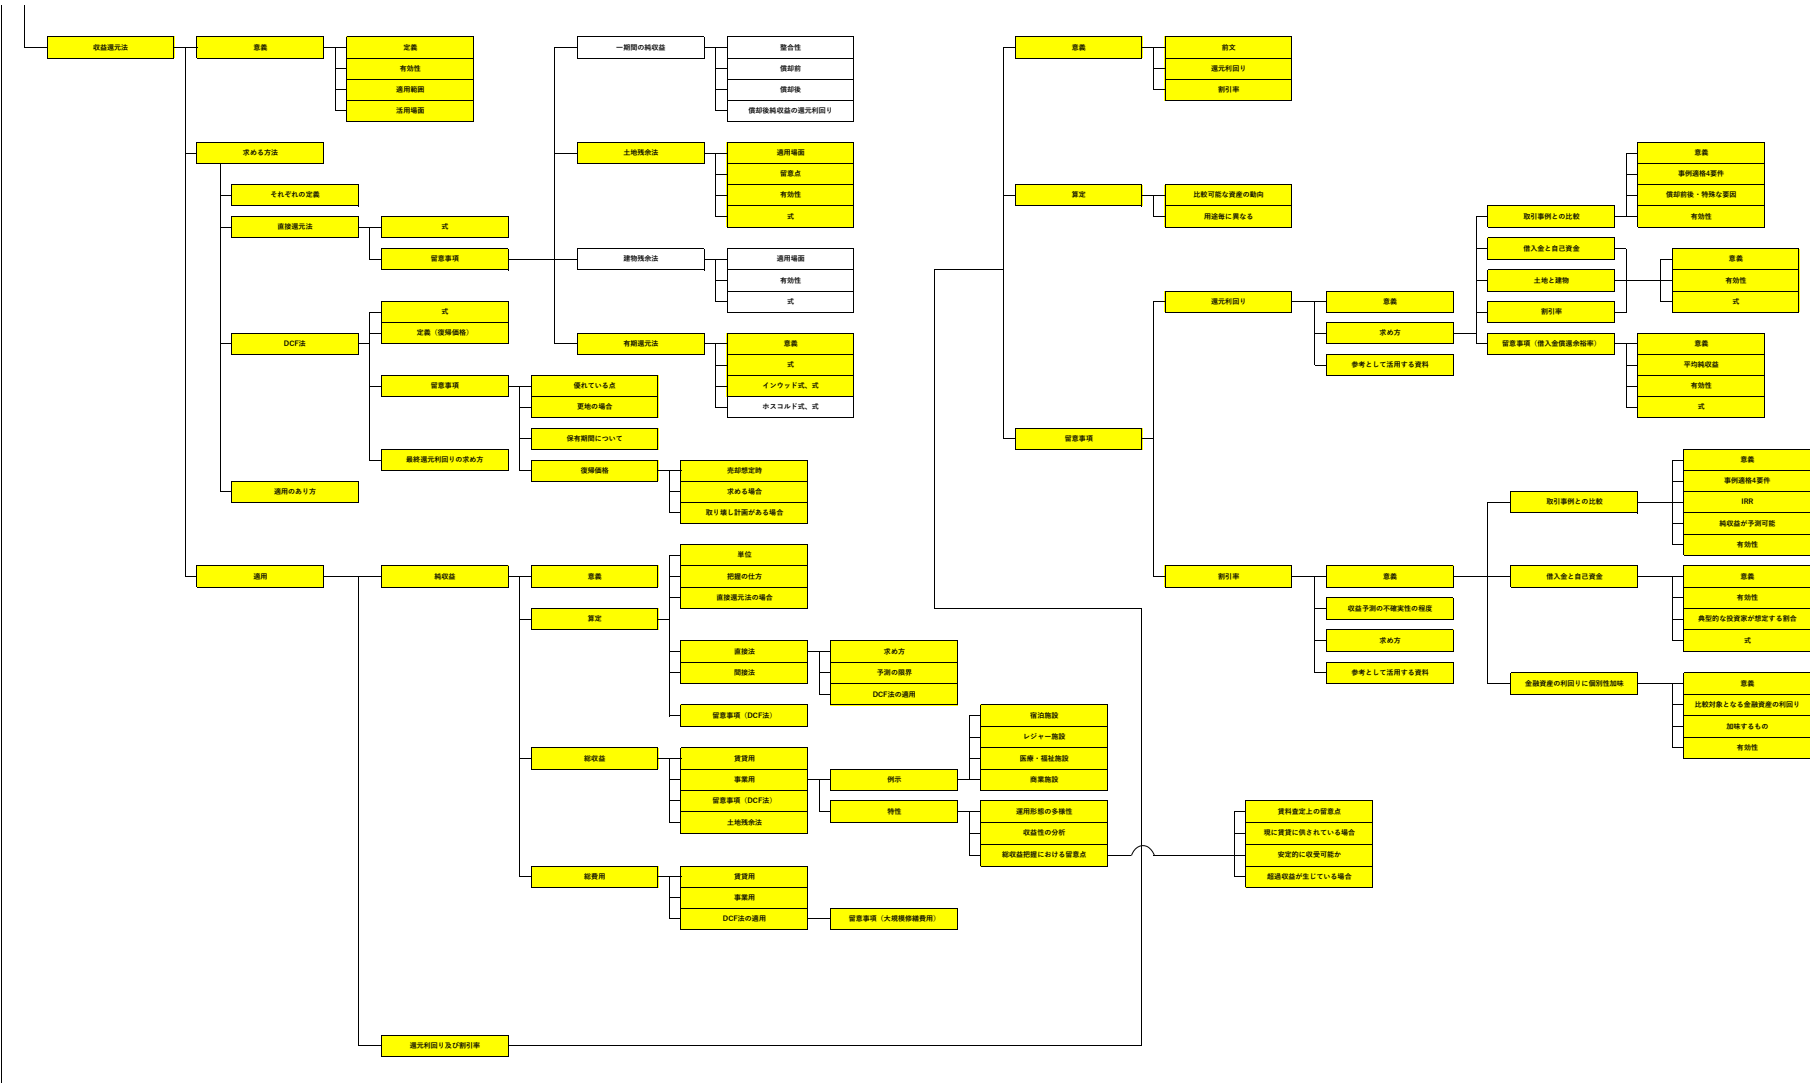 収益還元法
意義
定義
有効性
適用範囲
活用場面
求める方法
それぞれの定義
直接還元法
式
留意事項
一期間の純収益
整合性
償却前
償却後
償却後純収益の還元利回り
土地残余法
適用場面
留意点
有効性
式
建物残余法
適用場面
有効性
式
有期還元法
意義
式
インウッド式、式
ホスコルド式、式
DCF法
式
定義（復帰価格）
留意事項
優れている点
更地の場合
保有期間について
復帰価格
売却想定時
求める場合
取り壊し計画がある場合
最終還元利回りの求め方
適用のあり方
適用
純収益
意義
算定
単位
把握の仕方
直接還元法の場合
直接法
間接法
求め方
予測の限界
DCF法の適用
留意事項（DCF法）
総収益
賃貸用
事業用
留意事項（DCF法）
土地残余法
例示
宿泊施設
レジャー施設
医療・福祉施設
商業施設
特性
運用形態の多様性
収益性の分析
総収益把握における留意点
賃料査定上の留意点
現に賃貸に供されている場合
安定的に収受可能か
超過収益が生じている場合
総費用
賃貸用
事業用
DCF法の適用
留意事項（大規模修繕費用）
還元利回り及び割引率
意義
前文
還元利回り
割引率
算定
比較可能な資産の動向
用途毎に異なる
留意事項
還元利回り
意義
求め方
参考として活用する資料
取引事例との比較
意義
事例適格4要件
償却前後・特殊な要因
有効性
借入金と自己資金
土地と建物
割引率
意義
有効性
式
留意事項（借入金償還余裕率）
意義
平均純収益
有効性
式
割引率
意義
収益予測の不確実性の程度
求め方
参考として活用する資料
取引事例との比較
意義
事例適格4要件
IRR
純収益が予測可能
有効性
借入金と自己資金
意義
有効性
典型的な投資家が想定する割合
式
金融資産の利回りに個別性加味
意義
比較対象となる金融資産の利回り
加味するもの
有効性